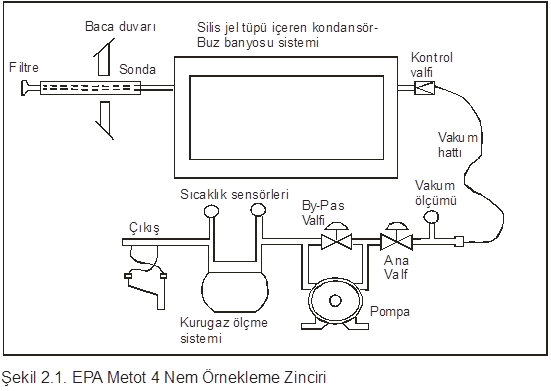 Baca duvarı
Silis jel tüpü içeren kondansör-
Buz banyosu sistemi
Kontrol
valfi
Filtre
Sonda
Vakum
hattı
Sıcaklık sensörleri
By-Pas
Valfi
Vakum
ölçümü
Çıkış
Ana
Valf
Kurugaz ölçme
sistemi
Pompa
Şekil 2.1. EPA Metot 4 Nem Örnekleme Zinciri